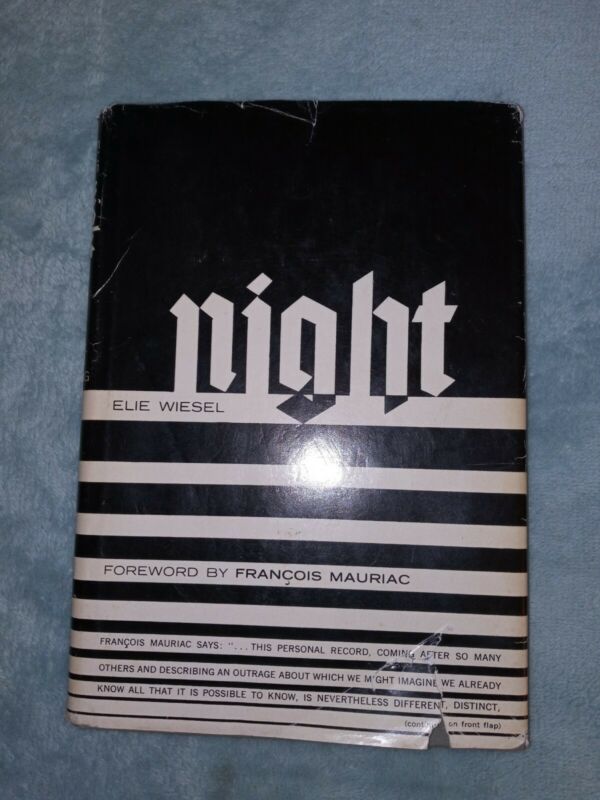 night
ELIE WIESEL
FOREWORD BY FRANÇOIS MAURIAC
FRANÇOIS MAURIAC SAYS: "...THIS PERSONAL RECORD, COMING AFTER SO MANY
OTHERS AND DESCRIBING AN OUTRAGE ABOUT WHICH WE MIGHT IMAGINE WE ALREADY
KNOW ALL THAT IT IS POSSIBLE TO KNOW, IS NEVERTHELESS DIFFERENT, DISTINCT,
on front flap)